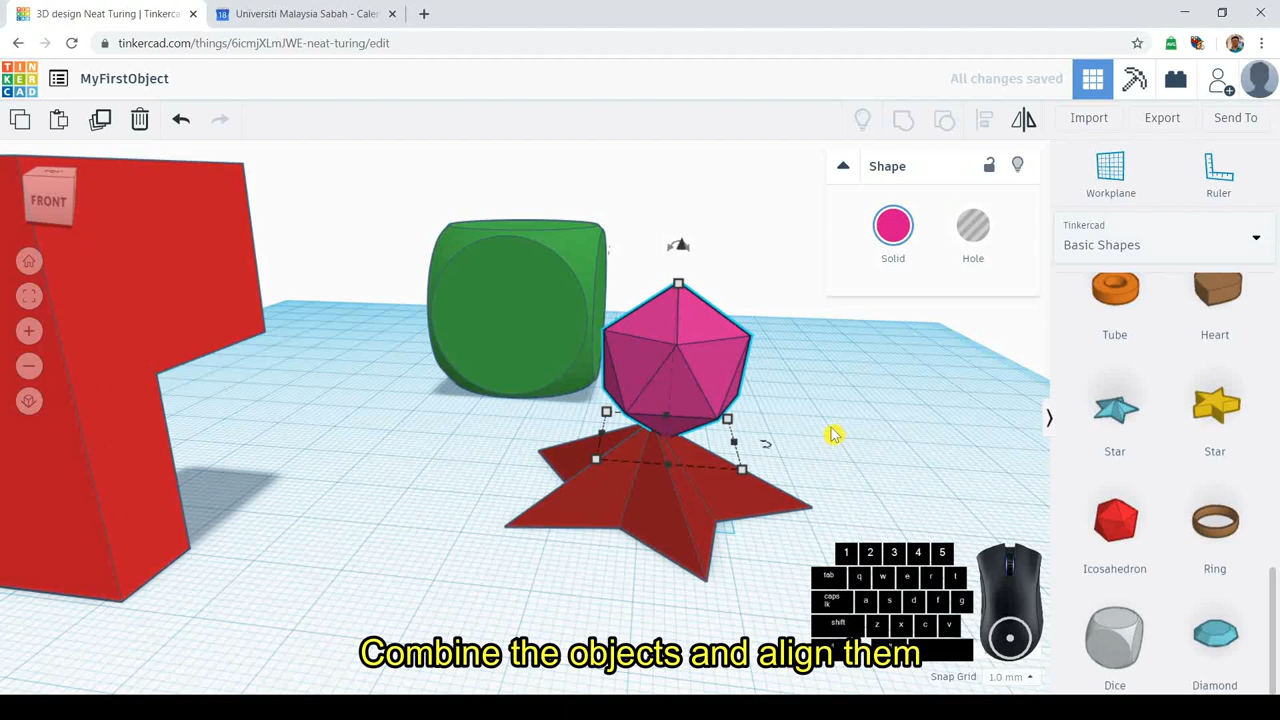 3D design Neat Turing | Tinkercad
Universiti Malaysia Sabah - Caler
tinkercad.com/things/6icmjXLmJWE-neat-turing/edit
TIN
KER
CAD
MyFirstObject
All changes saved
Import
Export
Send To
FRONT
Shape
Solid
Hole
Workplane
Ruler
Tinkercad
Basic Shapes
Tube
Heart
Star
Star
Icosahedron
Ring
Dice
Diamond
1 2 3 4 5
tab q w e r t
caps lk a s d f g
shift z x c v
Combine the objects and align them
Snap Grid 1.0 mm